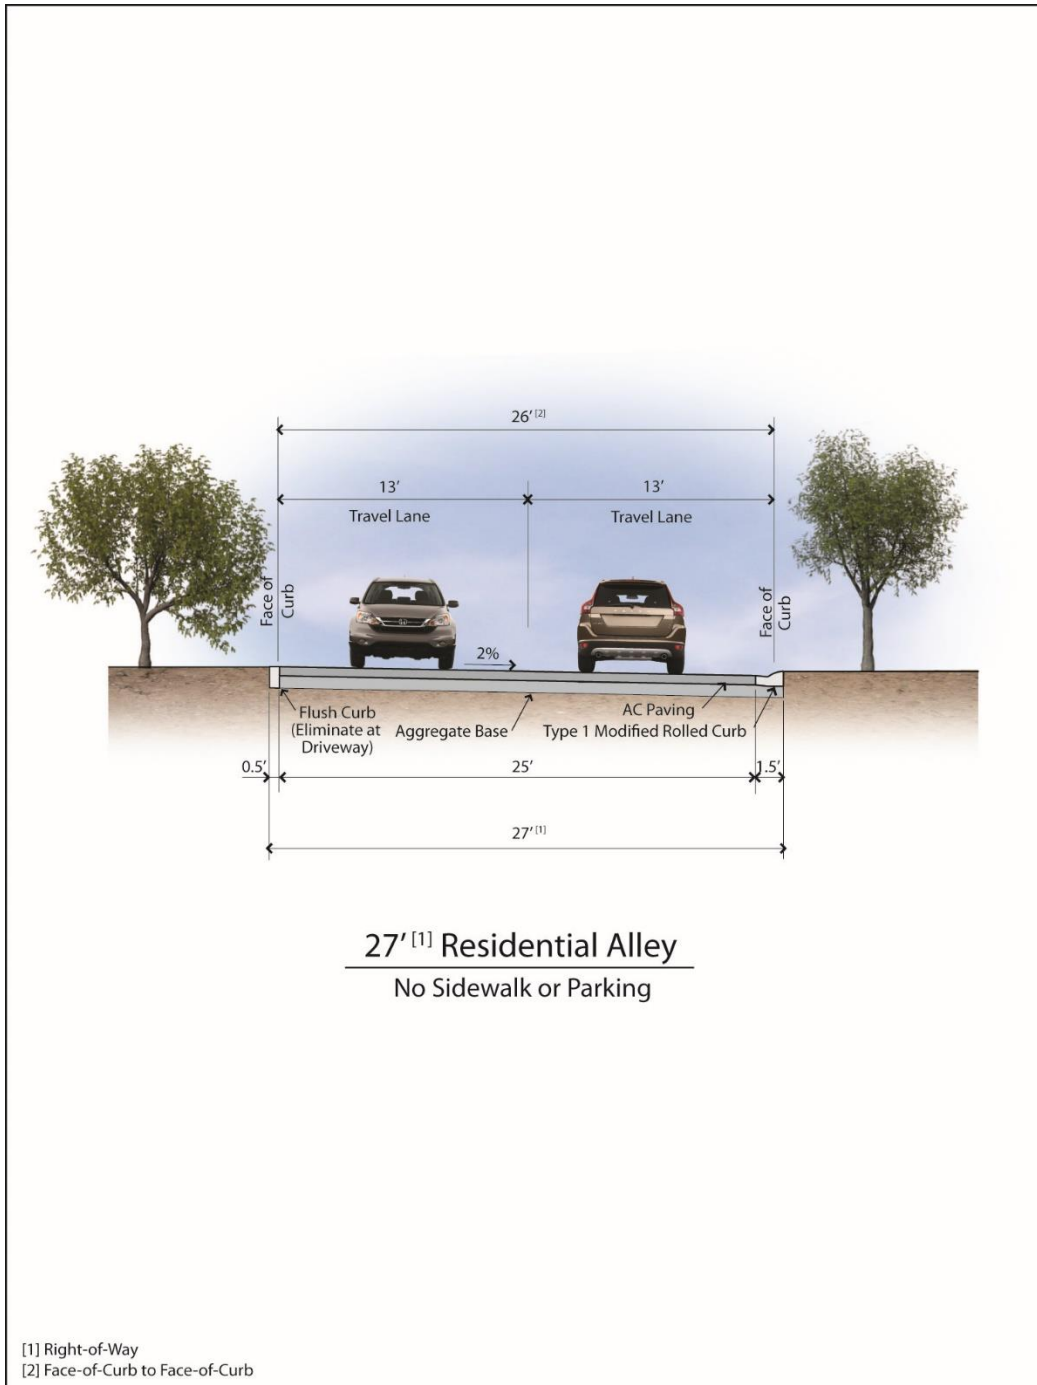 26′ [2]
13′
13′
Travel Lane
Travel Lane
Face of
Curb
Face of
Curb
2%
Flush Curb
(Eliminate at
Driveway)
Aggregate Base
AC Paving
Type 1 Modified Rolled Curb
0.5′
25′
1.5′
27′ [1]
27′ [1] Residential Alley
No Sidewalk or Parking
[1] Right-of-Way
[2] Face-of-Curb to Face-of-Curb